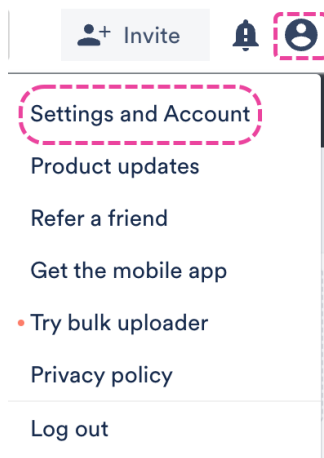 Invite
Settings and Account
Product updates
Refer a friend
Get the mobile app
Try bulk uploader
Privacy policy
Log out